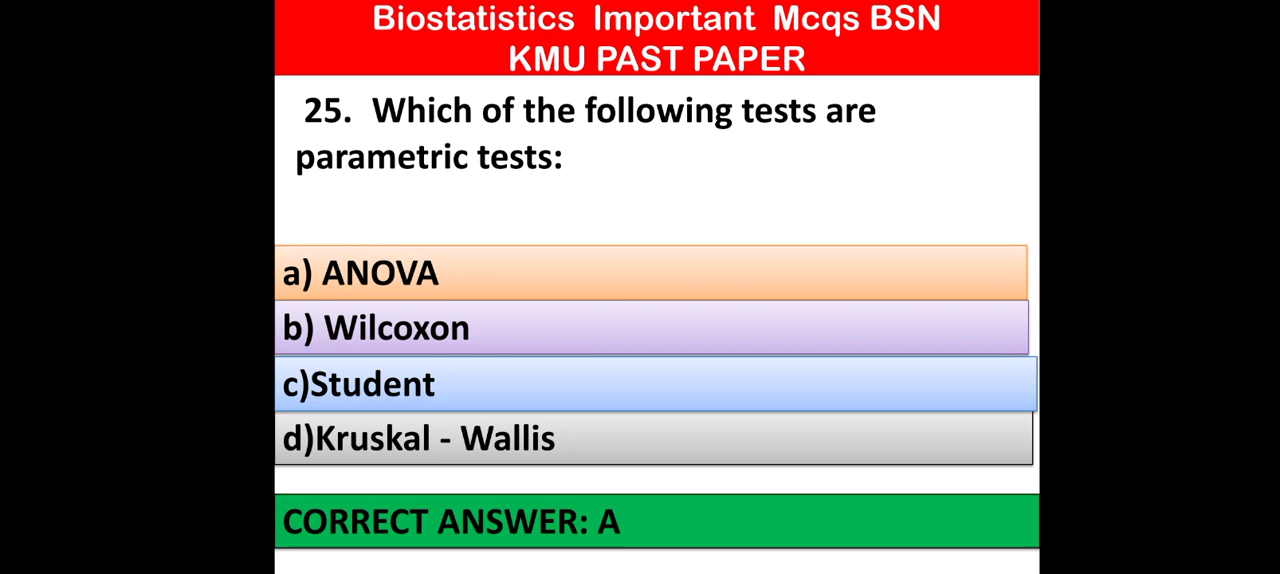 Biostatistics Important Mcqs BSN
KMU PAST PAPER
25. Which of the following tests are
parametric tests:
a) ANOVA
b) Wilcoxon
c)Student
d)Kruskal - Wallis
CORRECT ANSWER: A